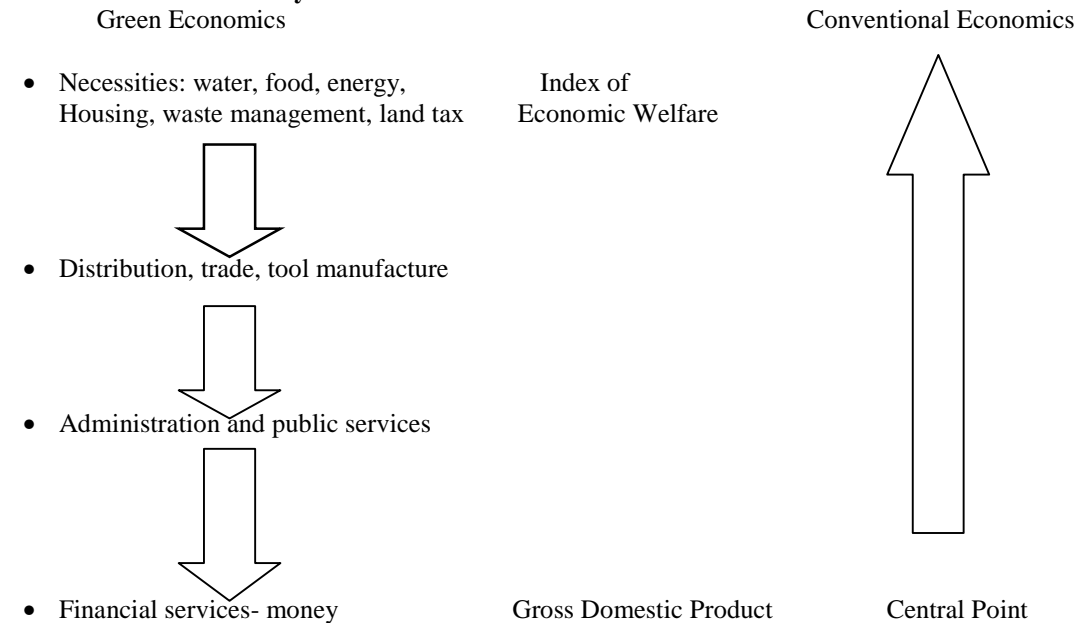 Green Economics Conventional Economics
• Necessities: water, food, energy, Index of
Housing, waste management, land tax Economic Welfare
• Distribution, trade, tool manufacture
• Administration and public services
• Financial services- money Gross Domestic Product Central Point